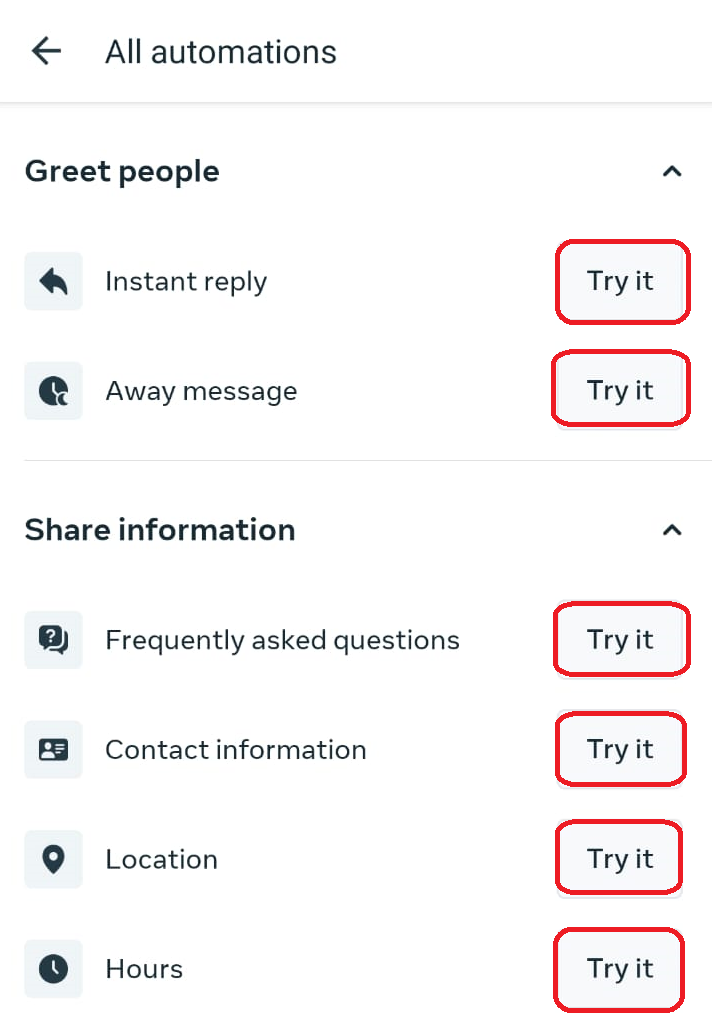 All automations
Greet people
Instant reply Try it
Away message Try it
Share information
Frequently asked questions Try it
Contact information Try it
Location Try it
Hours Try it